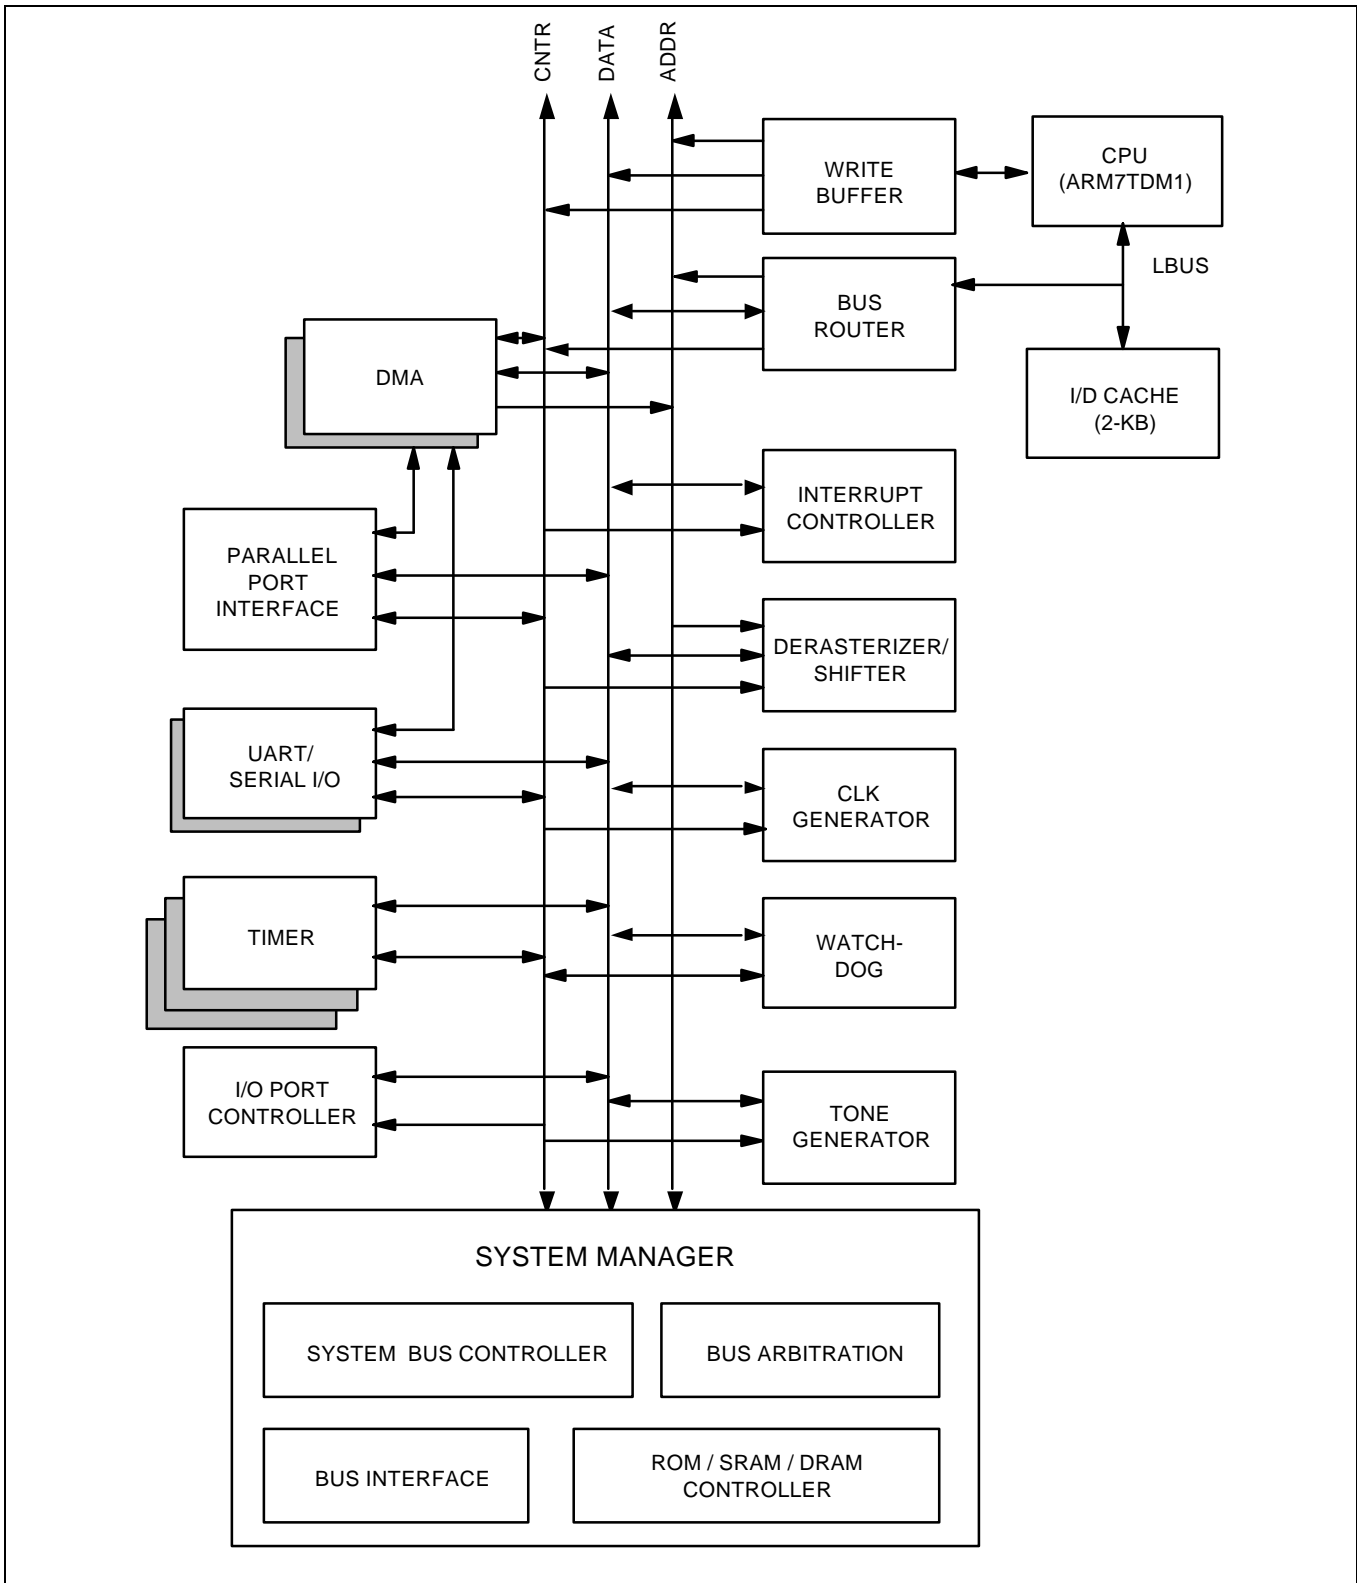 CNTR
DATA
ADDR
WRITE
BUFFER
CPU
(ARM7TDM1)
LBUS
BUS
ROUTER
DMA
I/D CACHE
(2-KB)
INTERRUPT
CONTROLLER
PARALLEL
PORT
INTERFACE
DERASTERIZER/
SHIFTER
UART/
SERIAL I/O
CLK
GENERATOR
TIMER
WATCH-
DOG
I/O PORT
CONTROLLER
TONE
GENERATOR
SYSTEM MANAGER
SYSTEM BUS CONTROLLER
BUS ARBITRATION
BUS INTERFACE
ROM / SRAM / DRAM
CONTROLLER